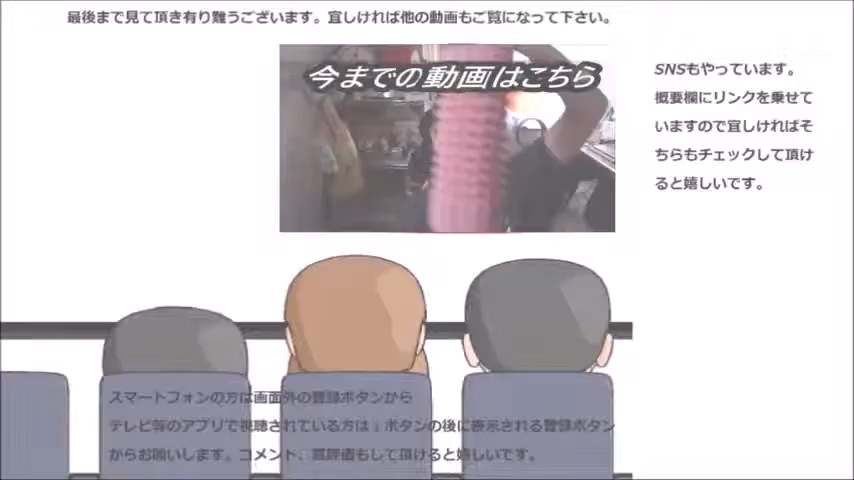 最後まで見て頂き有り難うございます。宜しければ他の動画もご覧になって下さい。
今までの動画はこちら
SNSもやっています。
概要欄にリンクを乗せて
いますので宜しければそ
ちらもチェックして頂け
ると嬉しいです。
スマートフォンの方は画面外の登録ボタンから
テレビ等のアプリで視聴されている方は↓ボタンの後に表示される登録ボタン
からお願いします。コメント、高評価もして頂けると嬉しいです。